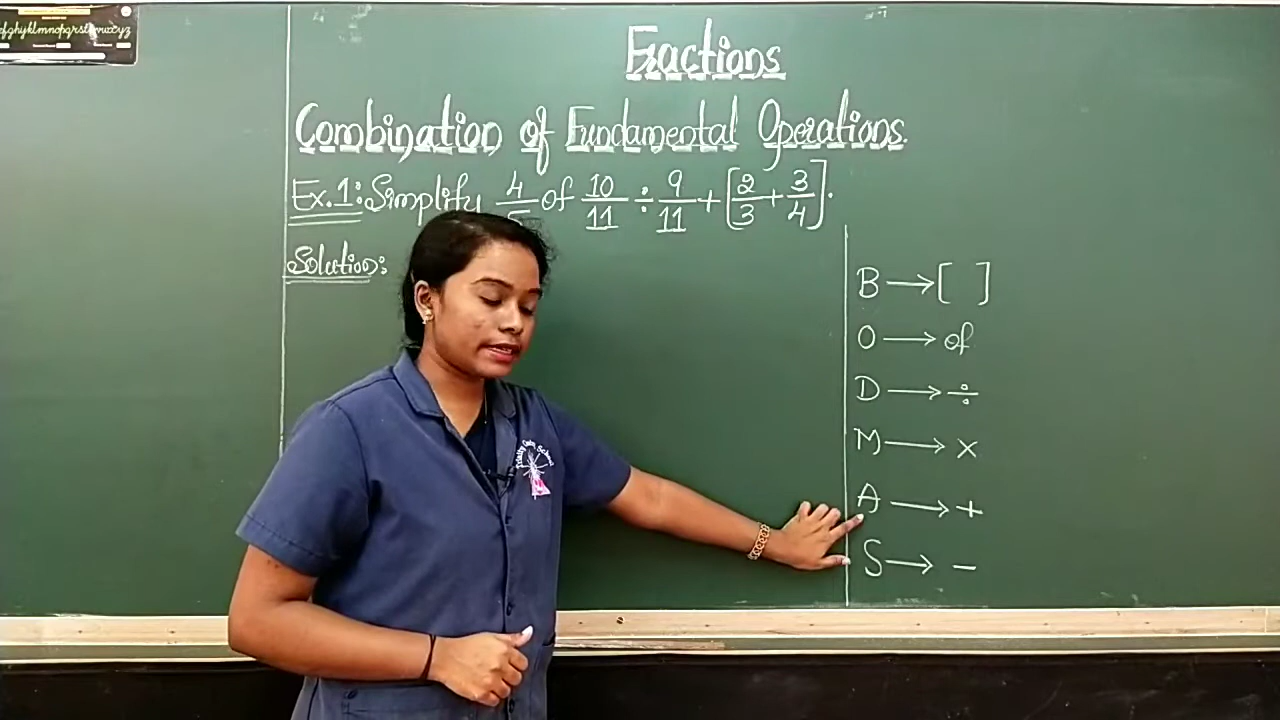 fghyklmnopqrstuvwxyz
Fractions
Combination of Fundamental Operations.
Ex.1: Simplify 4/5 of 10/11 ÷ 9/11 + [2/3 + 3/4].
Solution:
B → [ ]
O → of
D → ÷
M → ×
A → +
S → -